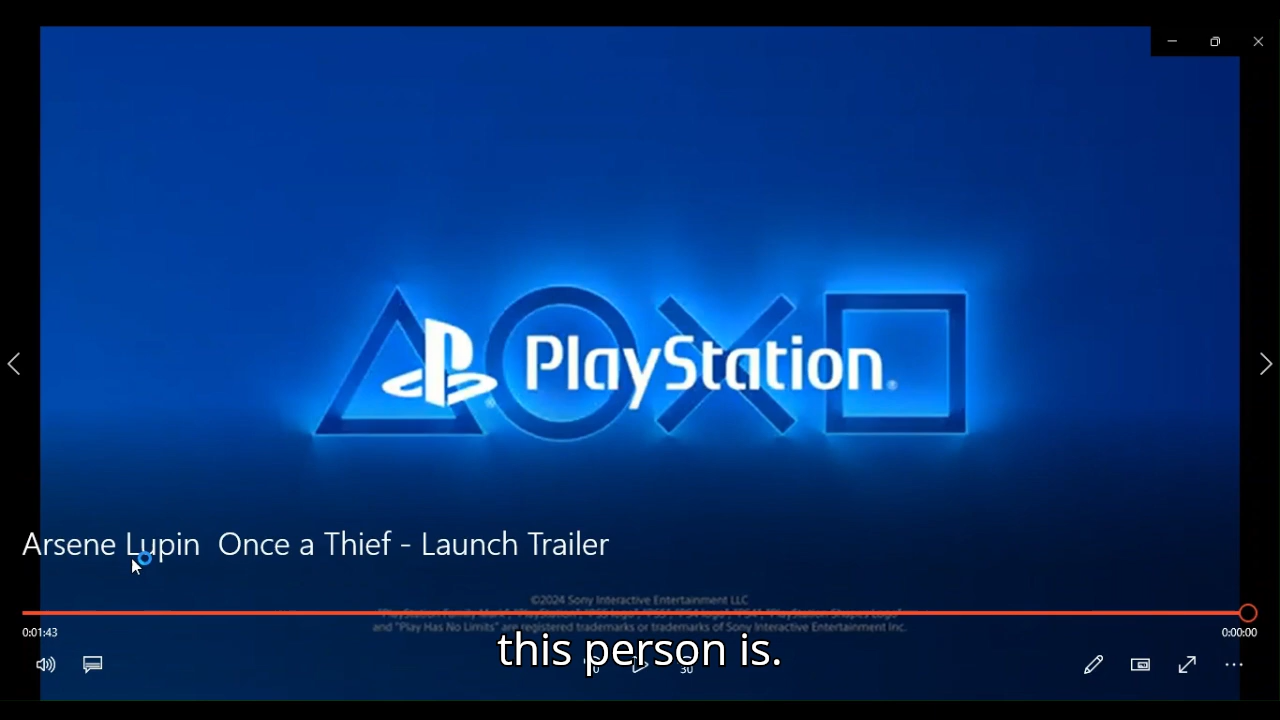 PlayStation®
Arsene Lupin  Once a Thief - Launch Trailer
©2024 Sony Interactive Entertainment LLC
and "Play Has No Limits" are registered trademarks or trademarks of Sony Interactive Entertainment Inc.
0:01:43
0:00:00
this person is.
30